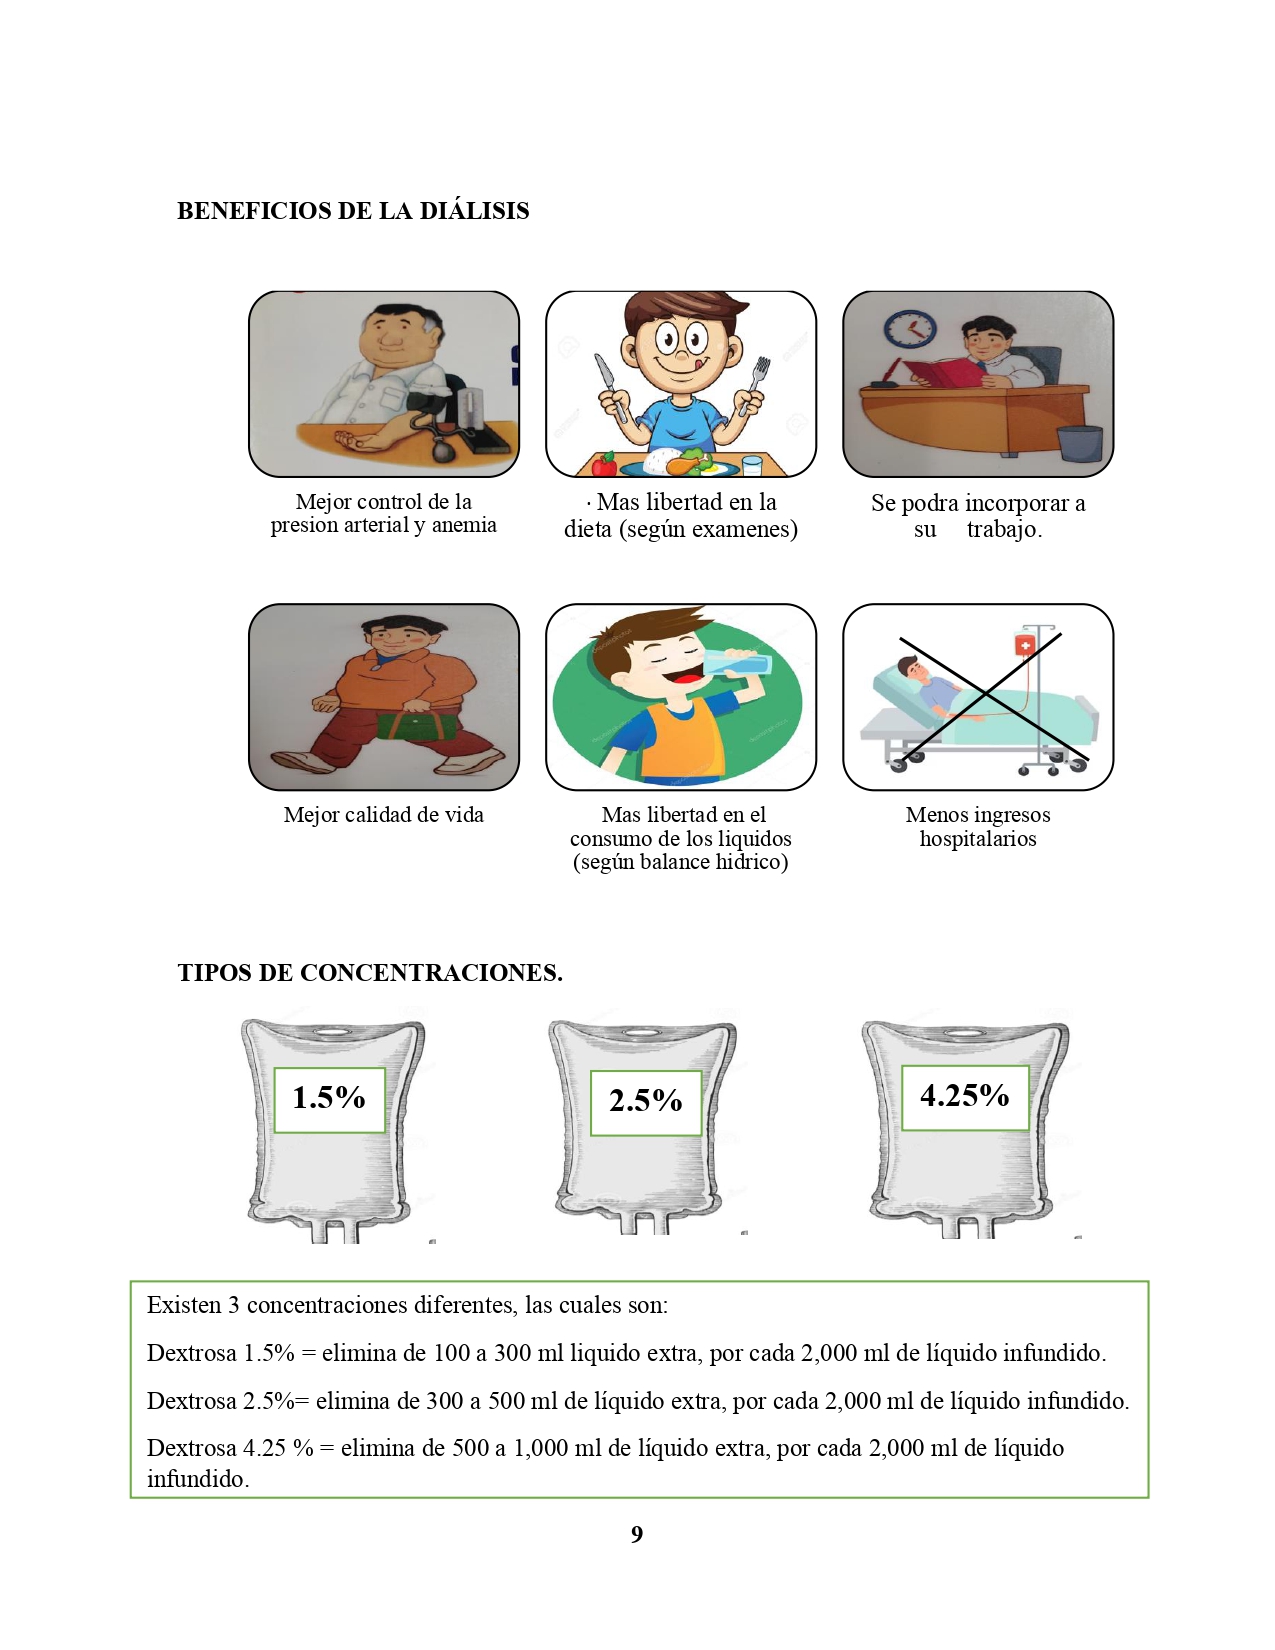 BENEFICIOS DE LA DIÁLISIS
Mejor control de la
presion arterial y anemia
· Mas libertad en la
dieta (según examenes)
Se podra incorporar a
su trabajo.
Mejor calidad de vida
Mas libertad en el
consumo de los liquidos
(según balance hidrico)
Menos ingresos
hospitalarios
TIPOS DE CONCENTRACIONES.
1.5%
2.5%
4.25%
Existen 3 concentraciones diferentes, las cuales son:
Dextrosa 1.5% = elimina de 100 a 300 ml liquido extra, por cada 2,000 ml de líquido infundido.
Dextrosa 2.5%= elimina de 300 a 500 ml de líquido extra, por cada 2,000 ml de líquido infundido.
Dextrosa 4.25 % = elimina de 500 a 1,000 ml de líquido extra, por cada 2,000 ml de líquido
infundido.
9